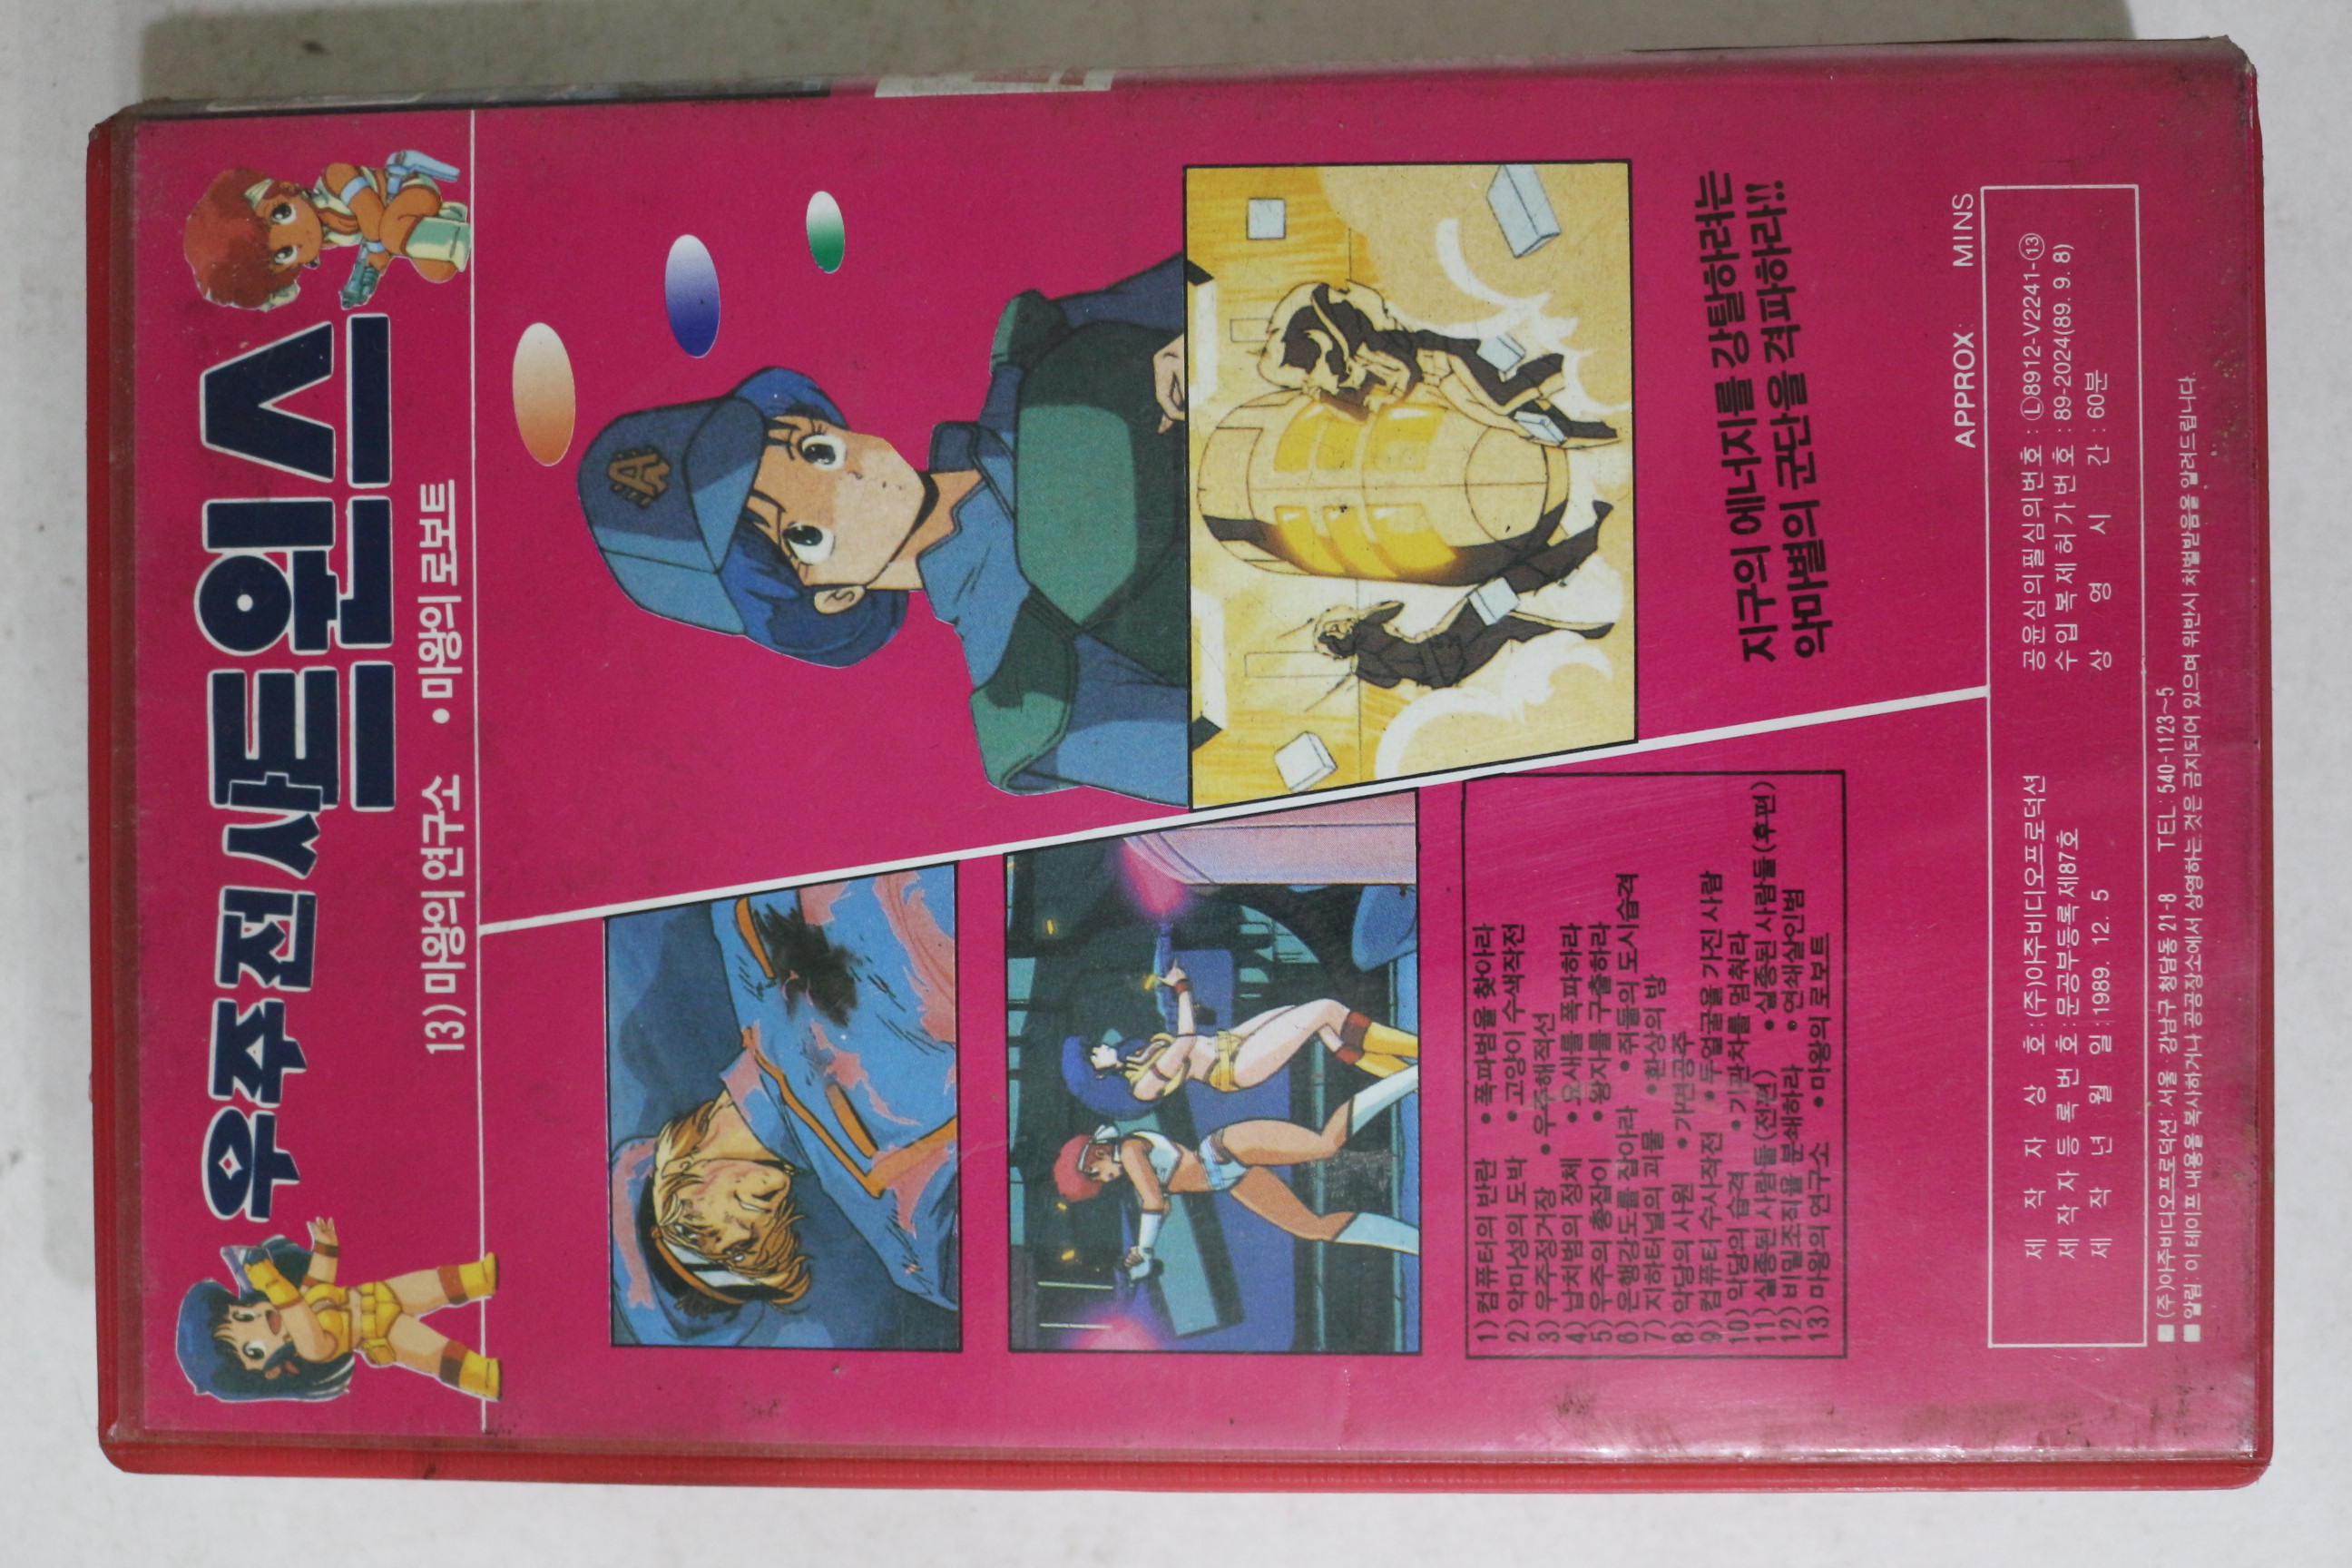 우주전사 더원 시즌
13) 마왕의 연구소 • 마왕의 로보트
A
지구의 에너지를 강탈하려는
악마별의 군단을 격파하라!!
1) 컴퓨터의 반란 • 폭파범을 찾아라
2) 악마성의 도박 • 고양이 수색작전
3) 우주정거장 • 우주해적선
4) 납치범의 정체 • 요새를 폭파하라
5) 우주의 총잡이 • 왕자를 구출하라
6) 은행강도를 잡아라 • 쥐들의 도시습격
7) 지하터널의 괴물 • 환상의 방
8) 악당의 사원 • 가면공주
9) 컴퓨터 수사작전 • 두얼굴을 가진 사람
10) 악당의 습격 • 기관차를 멈춰라
11) 실종된 사람들(전편) • 실종된 사람들(후편)
12) 비밀조직을 분쇄하라 • 연쇄살인범
13) 마왕의 연구소 • 마왕의 로보트
APPROX MINS
제작자상호:(주)아주비디오프로덕션
제작자등록번호:문공부등록 제87호
제작년월일:1989. 12. 5
공윤심의필심의번호:Ⓛ8912-V2241-⑬
수입복제허가번호:89-2024(89. 9. 8)
상영시간:60분
■(주)아주비디오프로덕션: 서울·강남구 청담동 21-8 TEL: 540-1123~5
■알림: 이 테이프 내용을 복사하거나 공공장소에서 상영하는 것은 금지되어 있으며 위반시 처벌받음을 알려드립니다.